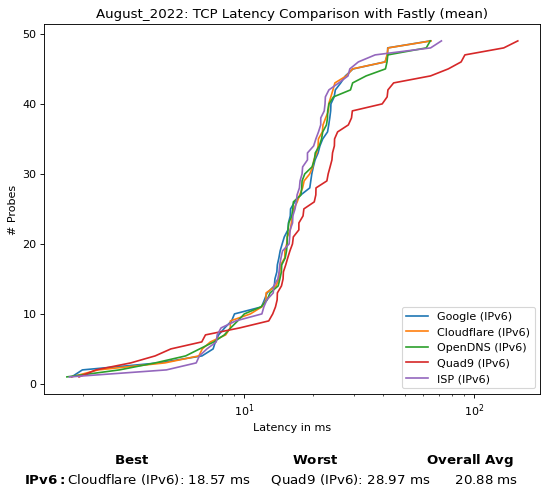 August_2022: TCP Latency Comparison with Fastly (mean)
50
40
30
20
10
0
# Probes
Google (IPv6)
Cloudflare (IPv6)
OpenDNS (IPv6)
Quad9 (IPv6)
ISP (IPv6)
10¹ 10²
Latency in ms
Best Worst Overall Avg
IPv6: Cloudflare (IPv6): 18.57 ms Quad9 (IPv6): 28.97 ms 20.88 ms